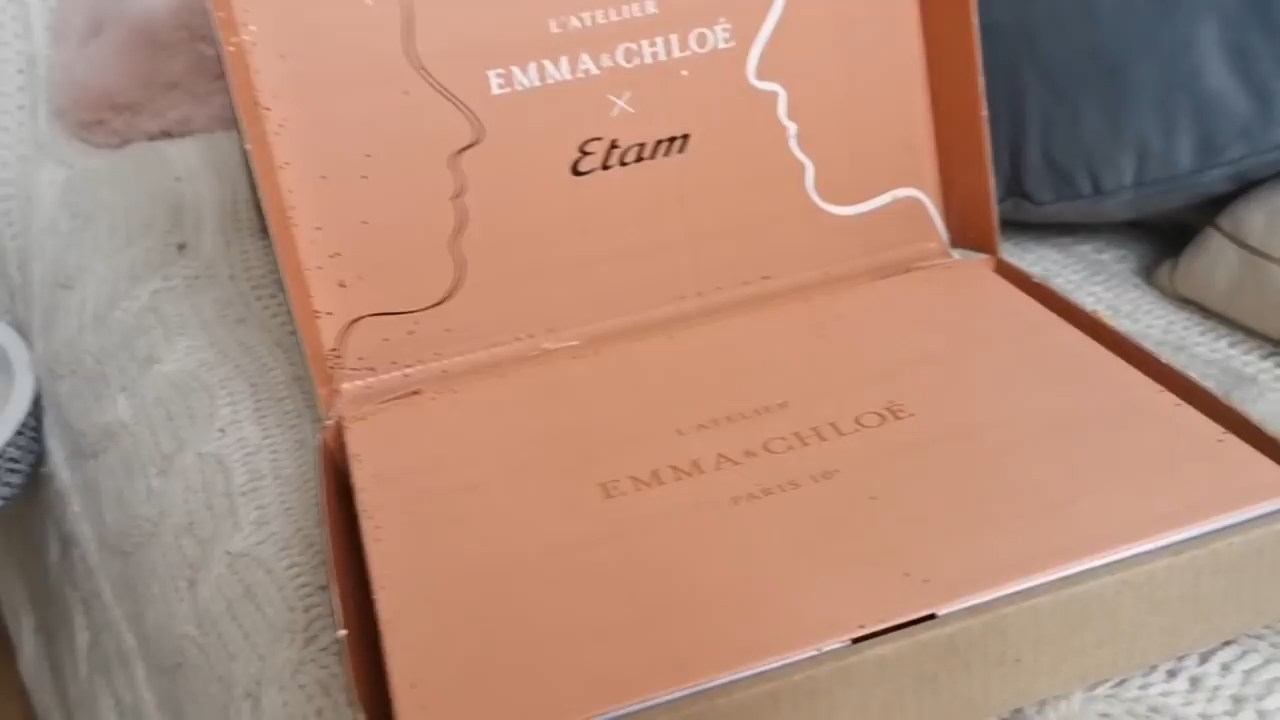 L'ATELIER
EMMA&CHLOÉ
X
Etam
L'ATELIER
EMMA&CHLOÉ
PARIS 10e